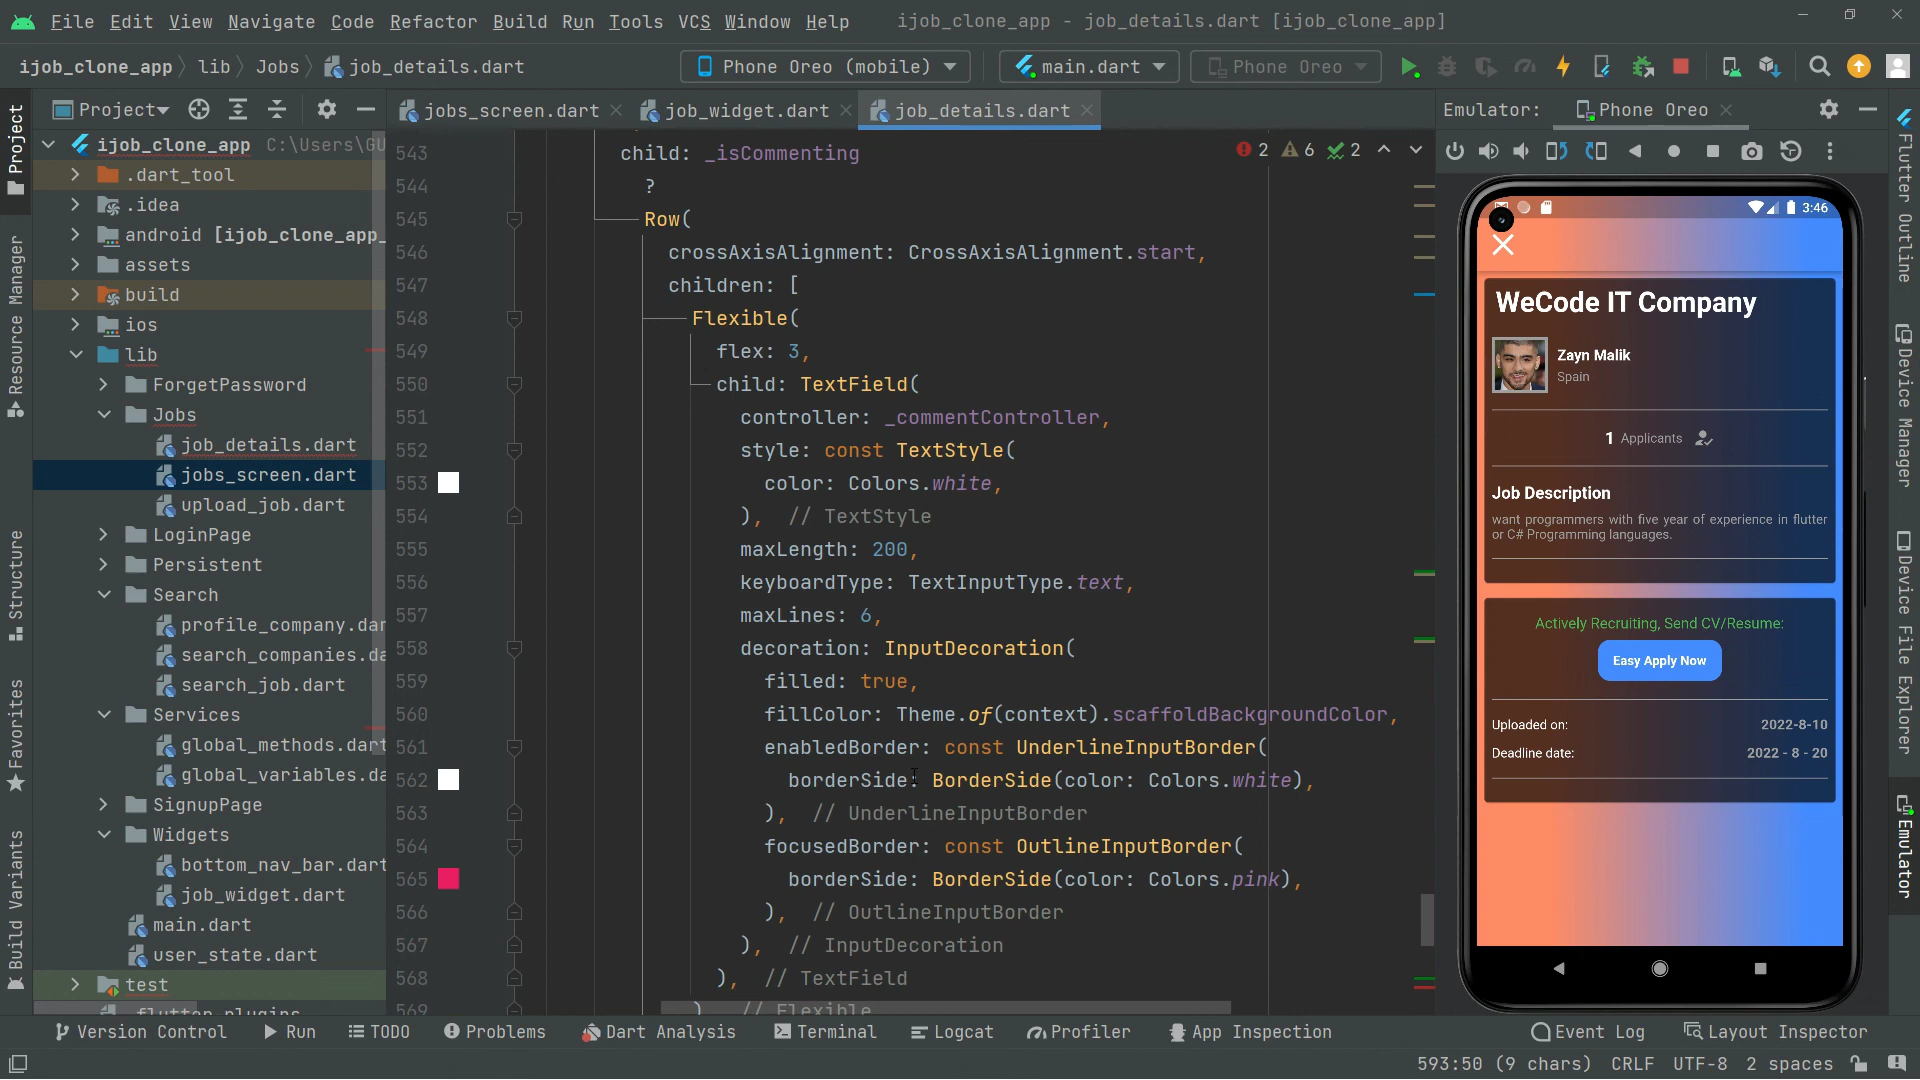 File Edit View Navigate Code Refactor Build Run Tools VCS Window Help ijob_clone_app - job_details.dart [ijob_clone_app]
ijob_clone_app lib Jobs job_details.dart Phone Oreo (mobile) main.dart Phone Oreo
Project jobs_screen.dart job_widget.dart job_details.dart Emulator: Phone Oreo
ijob_clone_app C:\Users\GU
.dart_tool
.idea
android [ijob_clone_app_
assets
build
ios
lib
ForgetPassword
Jobs
job_details.dart
jobs_screen.dart
upload_job.dart
LoginPage
Persistent
Search
profile_company.dar
search_companies.da
search_job.dart
Services
global_methods.dart
global_variables.da
SignupPage
Widgets
bottom_nav_bar.dart
job_widget.dart
main.dart
user_state.dart
test
Project
Resource Manager
Structure
Favorites
Build Variants
2 6 2
543 child: _isCommenting
544 ?
545 Row(
546 crossAxisAlignment: CrossAxisAlignment.start,
547 children: [
548 Flexible(
549 flex: 3,
550 child: TextField(
551 controller: _commentController,
552 style: const TextStyle(
553 color: Colors.white,
554 ), // TextStyle
555 maxLength: 200,
556 keyboardType: TextInputType.text,
557 maxLines: 6,
558 decoration: InputDecoration(
559 filled: true,
560 fillColor: Theme.of(context).scaffoldBackgroundColor,
561 enabledBorder: const UnderlineInputBorder(
562 borderSide: BorderSide(color: Colors.white),
563 ), // UnderlineInputBorder
564 focusedBorder: const OutlineInputBorder(
565 borderSide: BorderSide(color: Colors.pink),
566 ), // OutlineInputBorder
567 ), // InputDecoration
568 ), // TextField
569 ) // Flexible
3:46
WeCode IT Company
Zayn Malik
Spain
1 Applicants
Job Description
want programmers with five year of experience in flutter
or C# Programming languages.
Actively Recruiting, Send CV/Resume:
Easy Apply Now
Uploaded on: 2022-8-10
Deadline date: 2022 - 8 - 20
Flutter Outline
Device Manager
Device File Explorer
Emulator
Version Control Run TODO Problems Dart Analysis Terminal Logcat Profiler App Inspection Event Log Layout Inspector
593:50 (9 chars) CRLF UTF-8 2 spaces